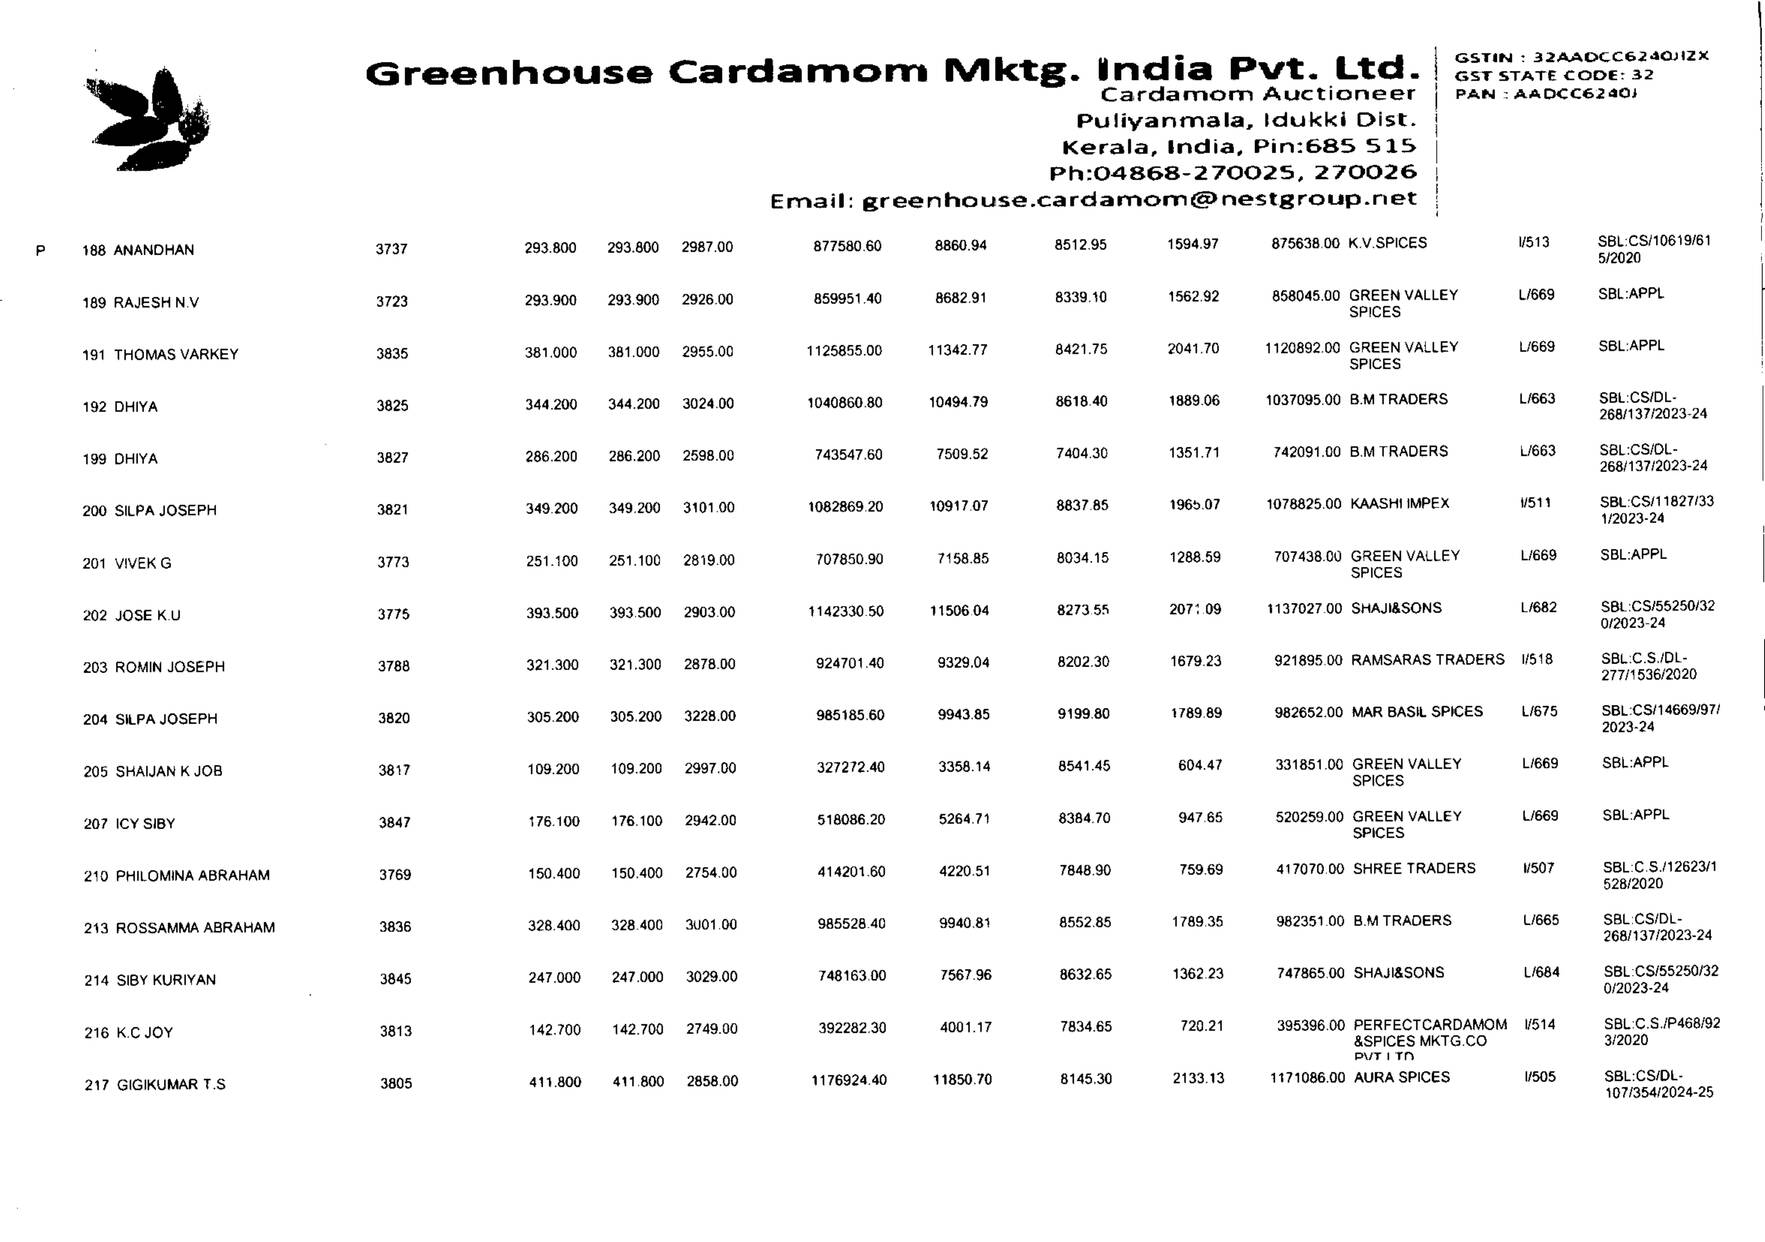 Greenhouse Cardamom Mktg. India Pvt. Ltd.
Cardamom Auctioneer
Puliyanmala, Idukki Dist.
Kerala, India, Pin:685 515
Ph:04868-270025, 270026
Email: greenhouse.cardamom@nestgroup.net
GSTIN : 32AADCC6240J1ZX
GST STATE CODE: 32
PAN : AADCC6240J
P 188 ANANDHAN 3737 293.800 293.800 2987.00 877580.60 8860.94 8512.95 1594.97 875638.00 K.V.SPICES I/513 SBL:CS/10619/61
5/2020
189 RAJESH N.V 3723 293.900 293.900 2926.00 859951.40 8682.91 8339.10 1562.92 858045.00 GREEN VALLEY L/669 SBL:APPL
SPICES
191 THOMAS VARKEY 3835 381.000 381.000 2955.00 1125855.00 11342.77 8421.75 2041.70 1120892.00 GREEN VALLEY L/669 SBL:APPL
SPICES
192 DHIYA 3825 344.200 344.200 3024.00 1040860.80 10494.79 8618.40 1889.06 1037095.00 B.M TRADERS L/663 SBL:CS/DL-
268/137/2023-24
199 DHIYA 3827 286.200 286.200 2598.00 743547.60 7509.52 7404.30 1351.71 742091.00 B.M TRADERS L/663 SBL:CS/DL-
268/137/2023-24
200 SILPA JOSEPH 3821 349.200 349.200 3101.00 1082869.20 10917.07 8837.85 1965.07 1078825.00 KAASHI IMPEX I/511 SBL:CS/11827/33
1/2023-24
201 VIVEK G 3773 251.100 251.100 2819.00 707850.90 7158.85 8034.15 1288.59 707438.00 GREEN VALLEY L/669 SBL:APPL
SPICES
202 JOSE K.U 3775 393.500 393.500 2903.00 1142330.50 11506.04 8273.55 2071.09 1137027.00 SHAJI&SONS L/682 SBL:CS/55250/32
0/2023-24
203 ROMIN JOSEPH 3788 321.300 321.300 2878.00 924701.40 9329.04 8202.30 1679.23 921895.00 RAMSARAS TRADERS I/518 SBL:C.S./DL-
277/1536/2020
204 SILPA JOSEPH 3820 305.200 305.200 3228.00 985185.60 9943.85 9199.80 1789.89 982652.00 MAR BASIL SPICES L/675 SBL:CS/14669/97/
2023-24
205 SHAIJAN K JOB 3817 109.200 109.200 2997.00 327272.40 3358.14 8541.45 604.47 331851.00 GREEN VALLEY L/669 SBL:APPL
SPICES
207 ICY SIBY 3847 176.100 176.100 2942.00 518086.20 5264.71 8384.70 947.65 520259.00 GREEN VALLEY L/669 SBL:APPL
SPICES
210 PHILOMINA ABRAHAM 3769 150.400 150.400 2754.00 414201.60 4220.51 7848.90 759.69 417070.00 SHREE TRADERS I/507 SBL:C.S./12623/1
528/2020
213 ROSSAMMA ABRAHAM 3836 328.400 328.400 3001.00 985528.40 9940.81 8552.85 1789.35 982351.00 B.M TRADERS L/665 SBL:CS/DL-
268/137/2023-24
214 SIBY KURIYAN 3845 247.000 247.000 3029.00 748163.00 7567.96 8632.65 1362.23 747865.00 SHAJI&SONS L/684 SBL:CS/55250/32
0/2023-24
216 K.C JOY 3813 142.700 142.700 2749.00 392282.30 4001.17 7834.65 720.21 395396.00 PERFECTCARDAMOM I/514 SBL:C.S./P468/92
&SPICES MKTG.CO 3/2020
PVT LTD
217 GIGIKUMAR T.S 3805 411.800 411.800 2858.00 1176924.40 11850.70 8145.30 2133.13 1171086.00 AURA SPICES I/505 SBL:CS/DL-
107/354/2024-25